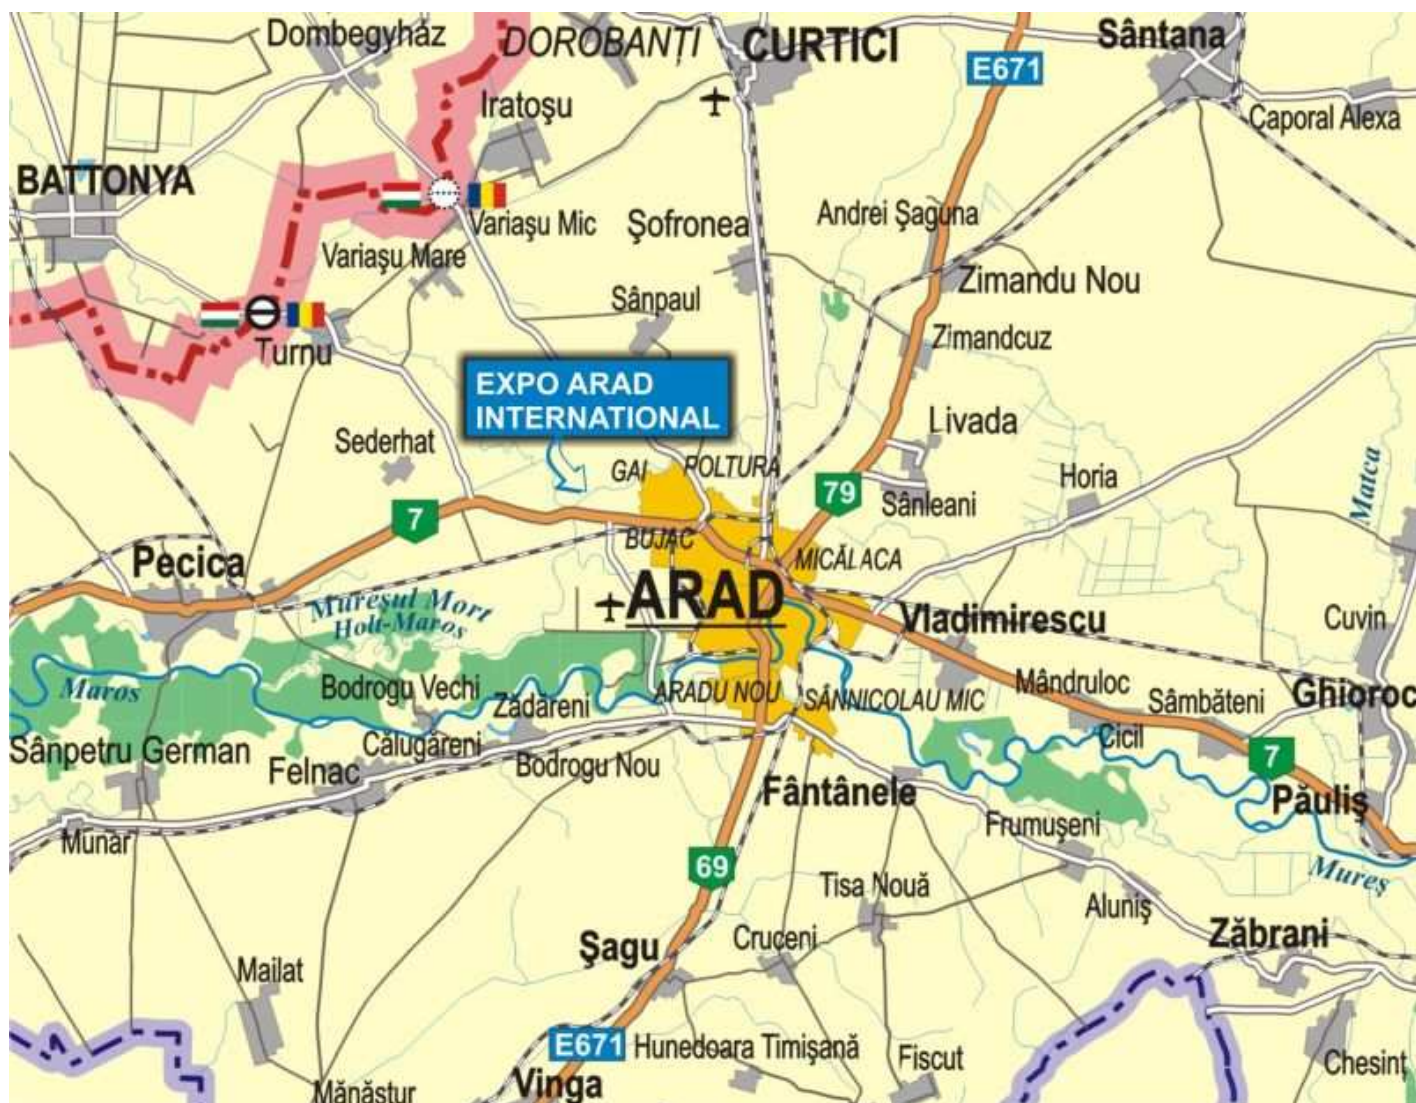 Dombegyház
DOROBANȚI
CURTICI
Sântana
E671
Iratoşu
Caporal Alexa
BATTONYA
Variaşu Mic
Şofronea
Andrei Şaguna
Variaşu Mare
Zimandu Nou
Sânpaul
Turnu
Zimandcuz
EXPO ARAD
INTERNATIONAL
Livada
Sederhat
GAI
POLTURA
Horia
Matca
79
Sânleani
7
BUJAC
MICĂLACA
Pecica
ARAD
Mureşul Mort
Holt-Maros
Vladimirescu
Cuvin
Maros
Bodrogu Vechi
Zădăreni
ARADU NOU
SÂNNICOLAU MIC
Mândruloc
Sâmbăteni
Ghioroc
Sânpetru German
Călugăreni
Cicil
Felnac
Bodrogu Nou
7
Fântânele
Păuliş
Munar
Frumuşeni
69
Tisa Nouă
Mureş
Aluniş
Şagu
Cruceni
Zăbrani
Mailat
E671
Hunedoara Timişană
Fiscut
Chesinţ
Vinga
Mănăştur